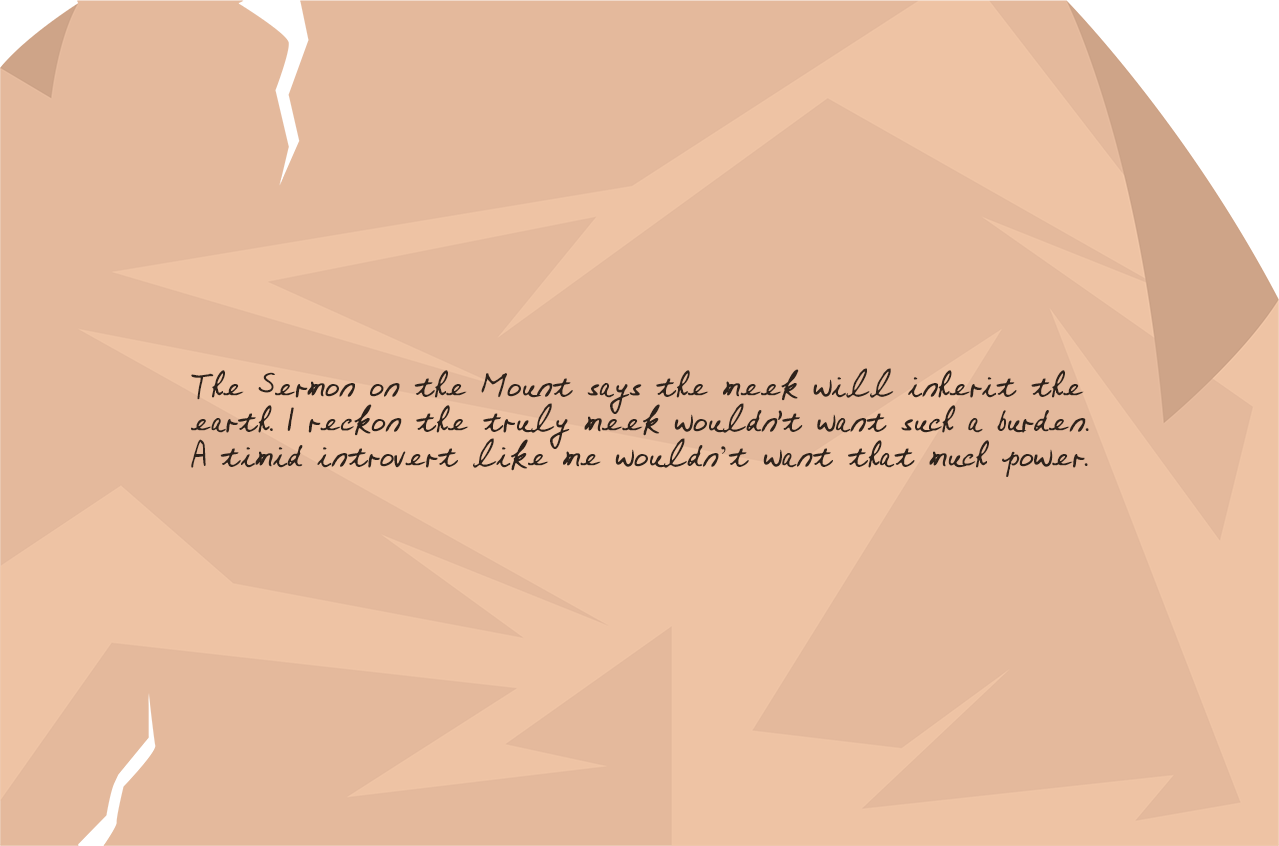 The Sermon on the Mount says the meek will inherit the
earth. I reckon the truly meek wouldn't want such a burden.
A timid introvert like me wouldn't want that much power.